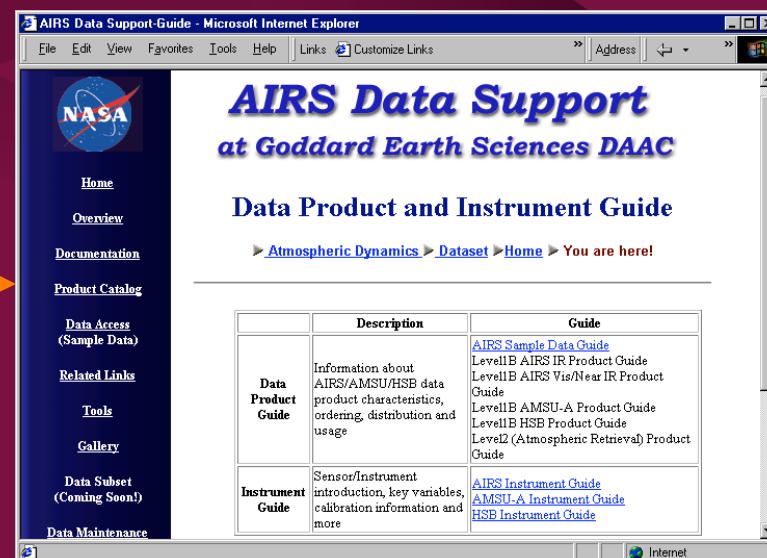 AIRS Data Support-Guide - Microsoft Internet Explorer
File Edit View Favorites Tools Help Links Customize Links » Address »
NASA
Home
Overview
Documentation
Product Catalog
Data Access
(Sample Data)
Related Links
Tools
Gallery
Data Subset
(Coming Soon!)
Data Maintenance
AIRS Data Support
at Goddard Earth Sciences DAAC
Data Product and Instrument Guide
Atmospheric Dynamics Dataset Home You are here!
Description Guide
Data
Product
Guide
Information about
AIRS/AMSU/HSB data
product characteristics,
ordering, distribution and
usage
AIRS Sample Data Guide
Level1B AIRS IR Product Guide
Level1B AIRS Vis/Near IR Product
Guide
Level1B AMSU-A Product Guide
Level1B HSB Product Guide
Level2 (Atmospheric Retrieval) Product
Guide
Instrument
Guide
Sensor/Instrument
introduction, key variables,
calibration information and
more
AIRS Instrument Guide
AMSU-A Instrument Guide
HSB Instrument Guide
Internet